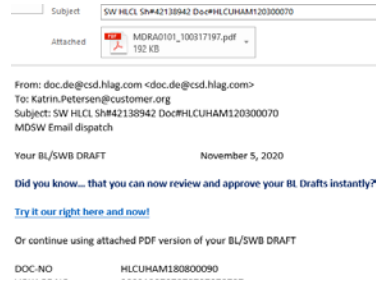 Subject SW HLCL Sh#42138942 Doc#HLCUHAM120300070
Attached MDRA0101_100317197.pdf
192 KB
From: doc.de@csd.hlag.com <doc.de@csd.hlag.com>
To: Katrin.Petersen@customer.org
Subject: SW HLCL Sh#42138942 Doc#HLCUHAM120300070
MDSW Email dispatch
Your BL/SWB DRAFT November 5, 2020
Did you know... that you can now review and approve your BL Drafts instantly?
Try it our right here and now!
Or continue using attached PDF version of your BL/SWB DRAFT
DOC-NO HLCUHAM180800090